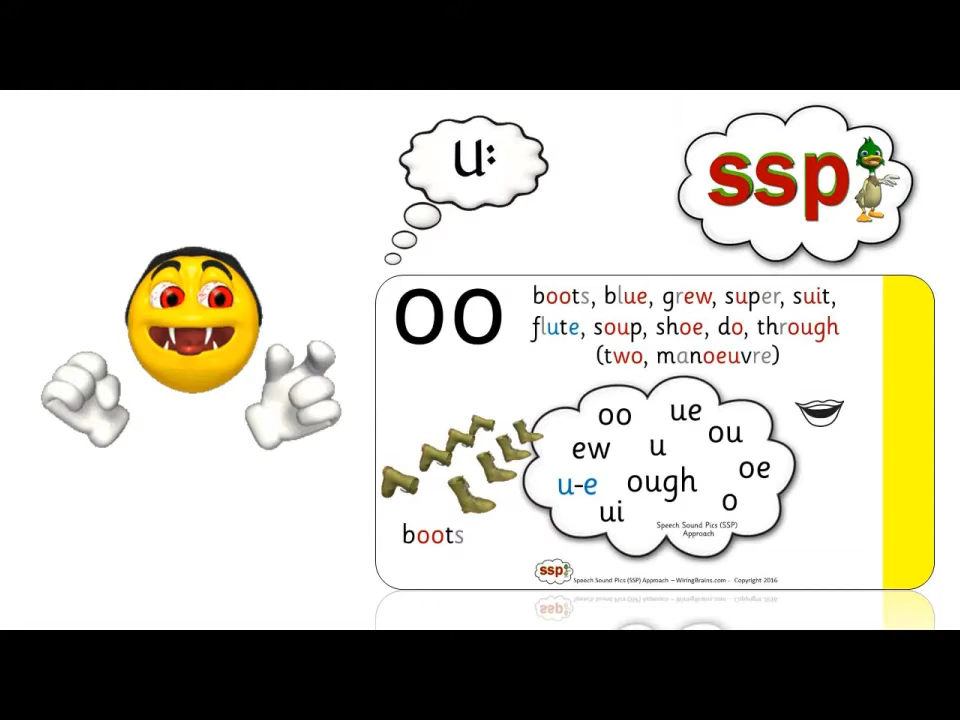 u:
ssp
oo
boots, blue, grew, super, suit,
flute, soup, shoe, do, through
(two, manoeuvre)
oo
ue
ew
u
ou
u-e
ough
oe
ui
o
Speech Sound Pics (SSP)
Approach
boots
ssp
Speech Sound Pics (SSP) Approach – WiringBrains.com - Copyright 2016